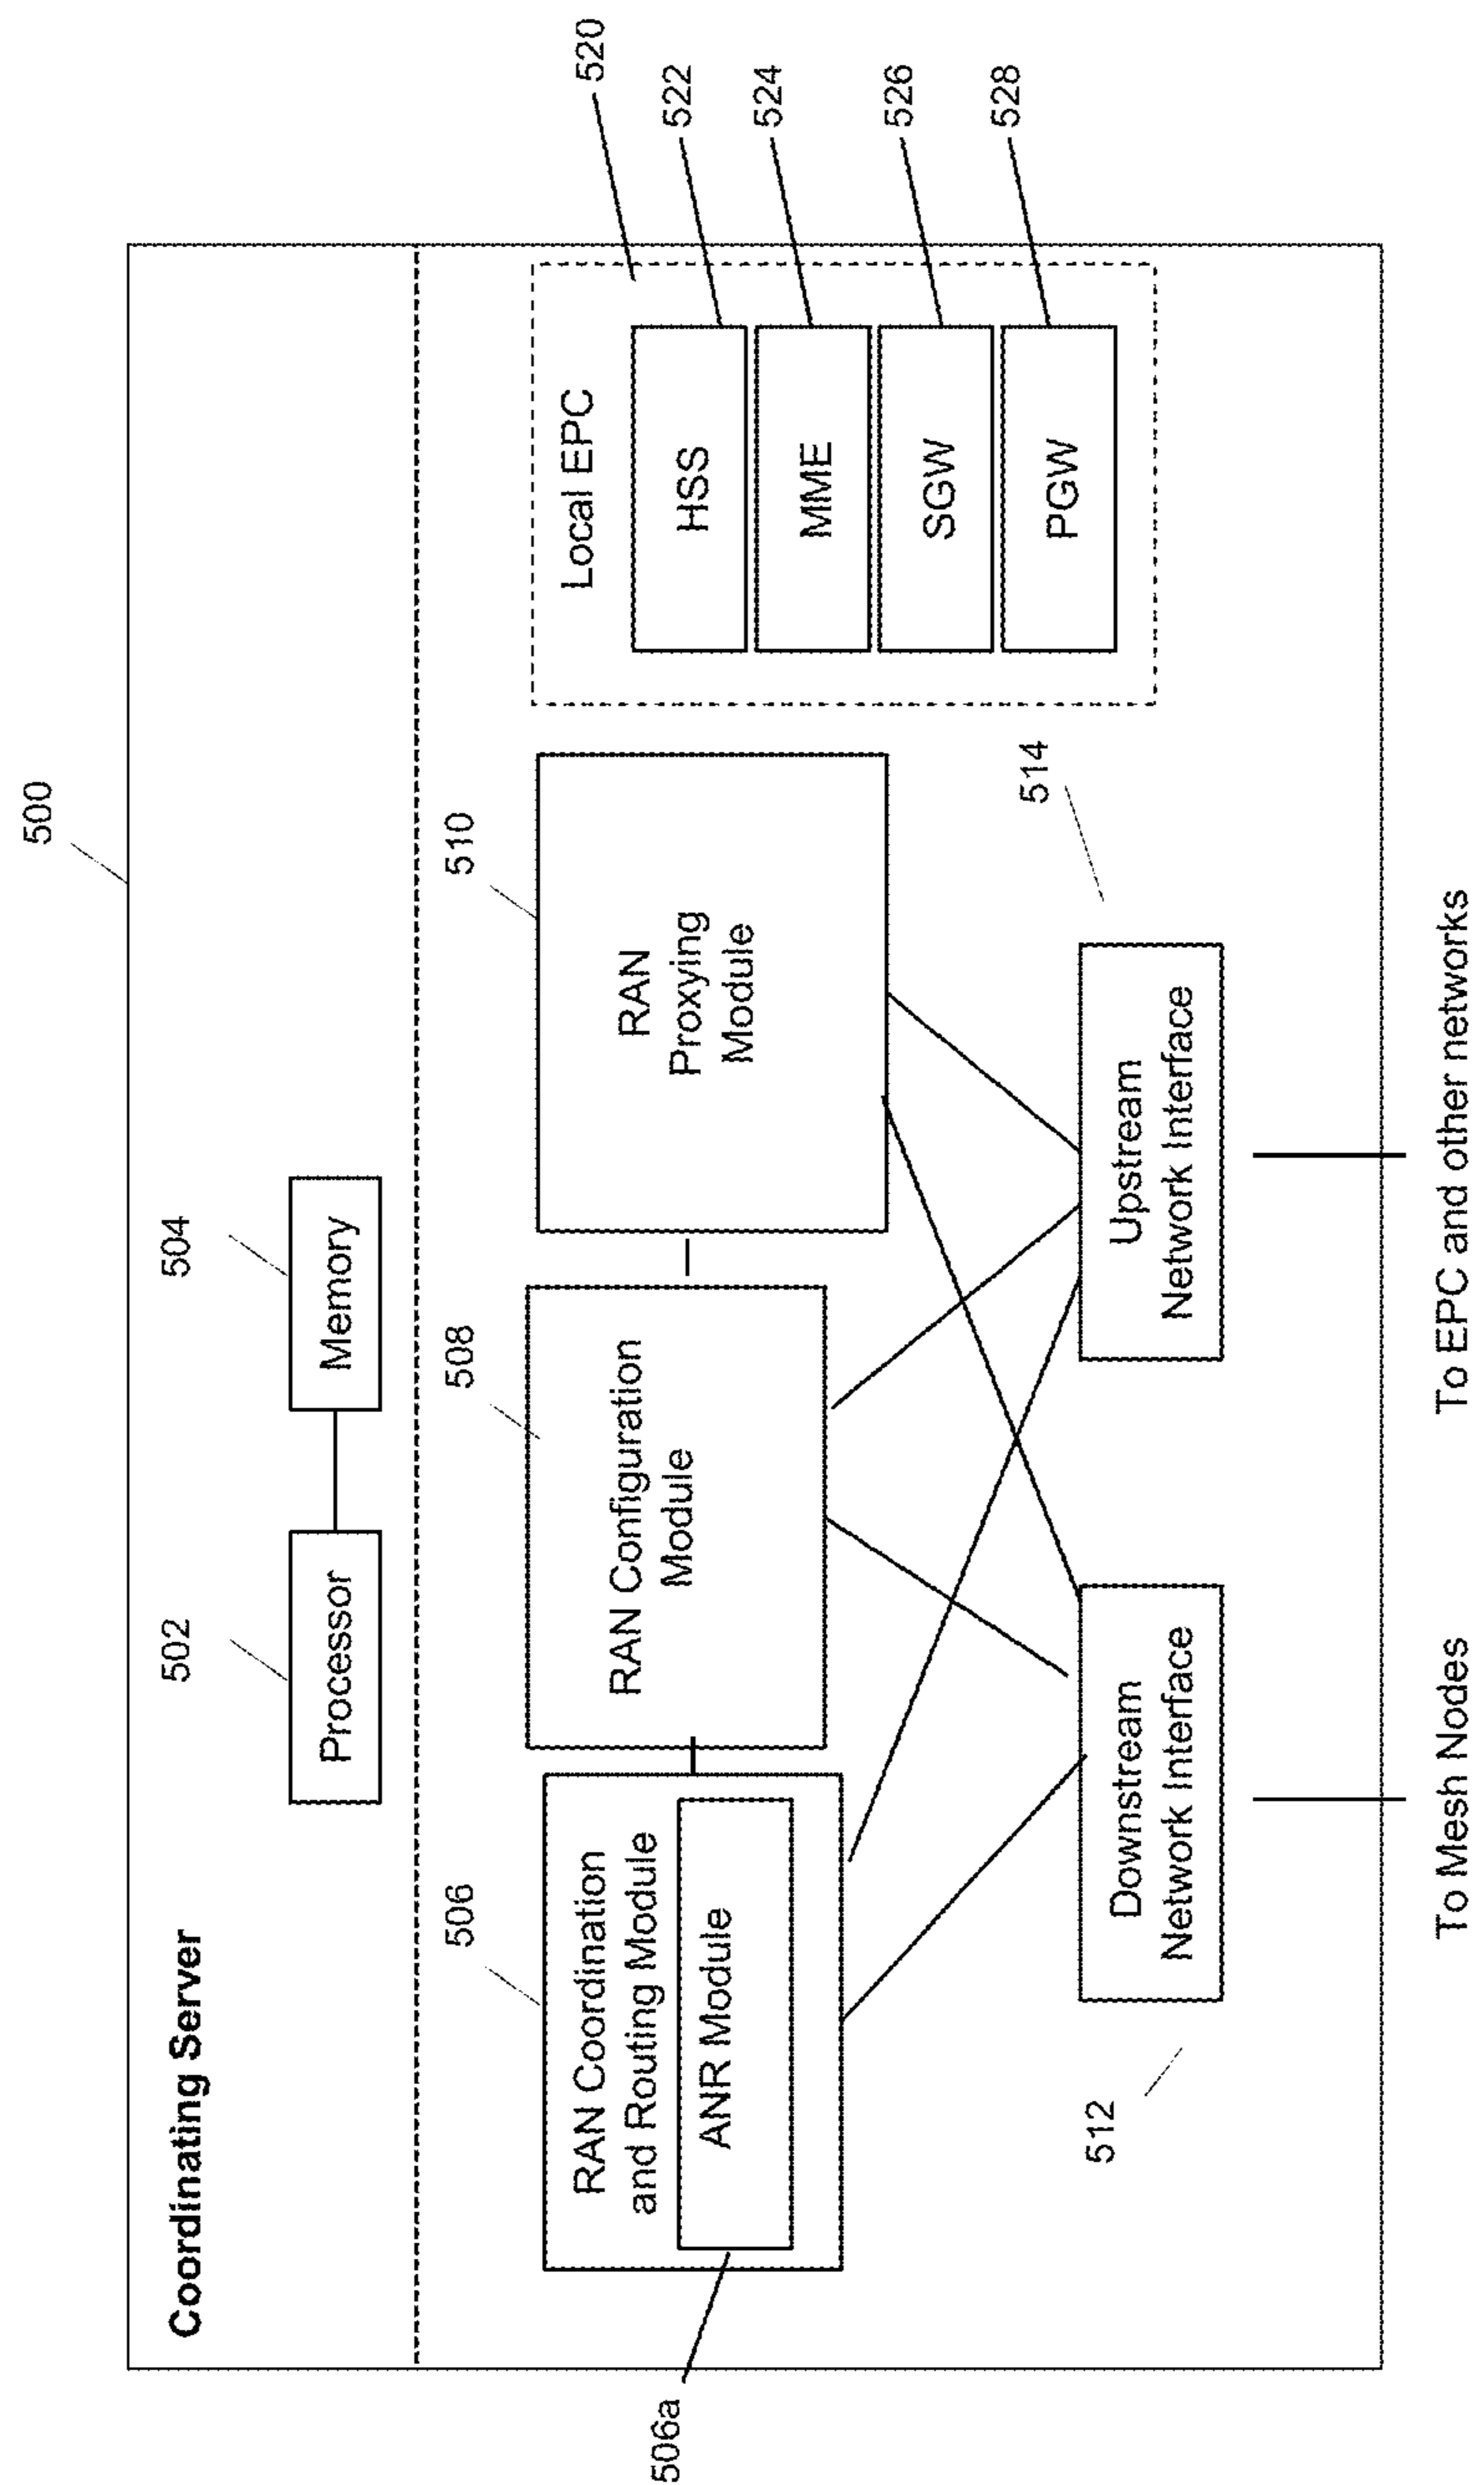 500
Coordinating Server
502
504
Processor
Memory
506
508
510
520
RAN Coordination
and Routing Module
ANR Module
506a
RAN Configuration
Module
RAN
Proxying
Module
Local EPC
HSS
522
MME
524
SGW
526
PGW
528
512
514
Downstream
Network Interface
Upstream
Network Interface
To Mesh Nodes
To EPC and other networks